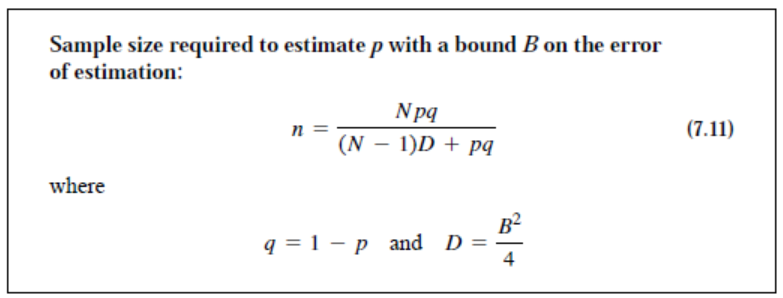 Sample size required to estimate p with a bound B on the error
of estimation:
n = Npq / ((N − 1)D + pq) (7.11)
where
q = 1 − p and D = B² / 4